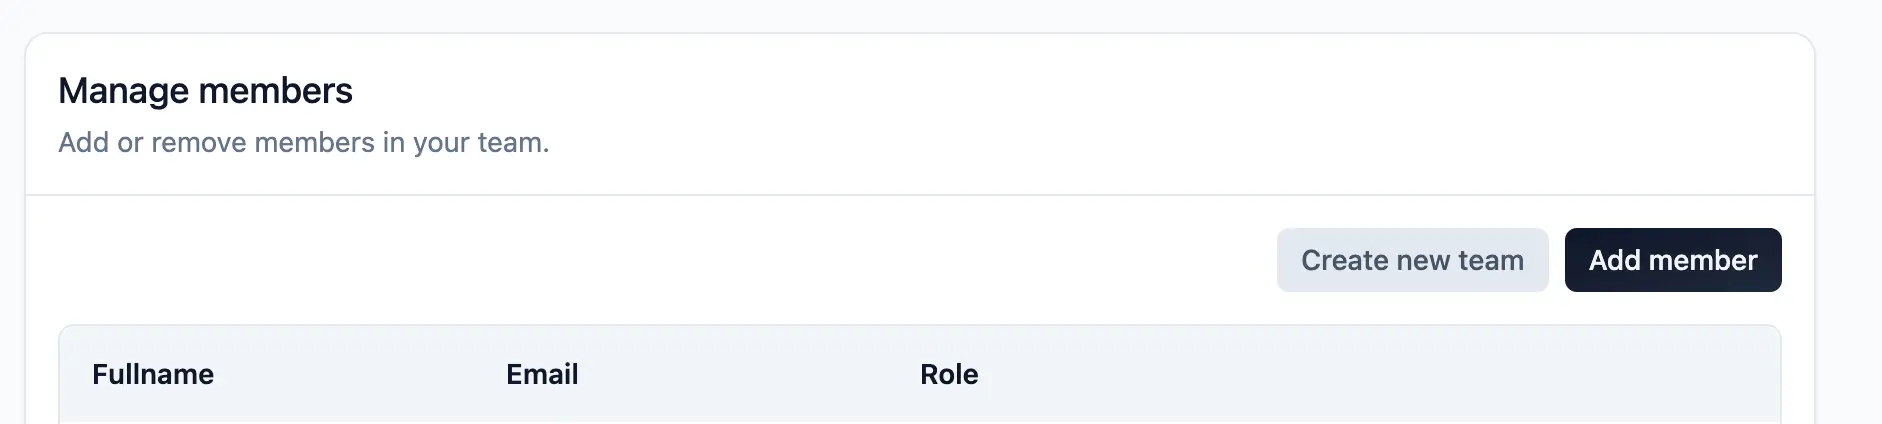 Manage members
Add or remove members in your team.
Create new team Add member
Fullname Email Role